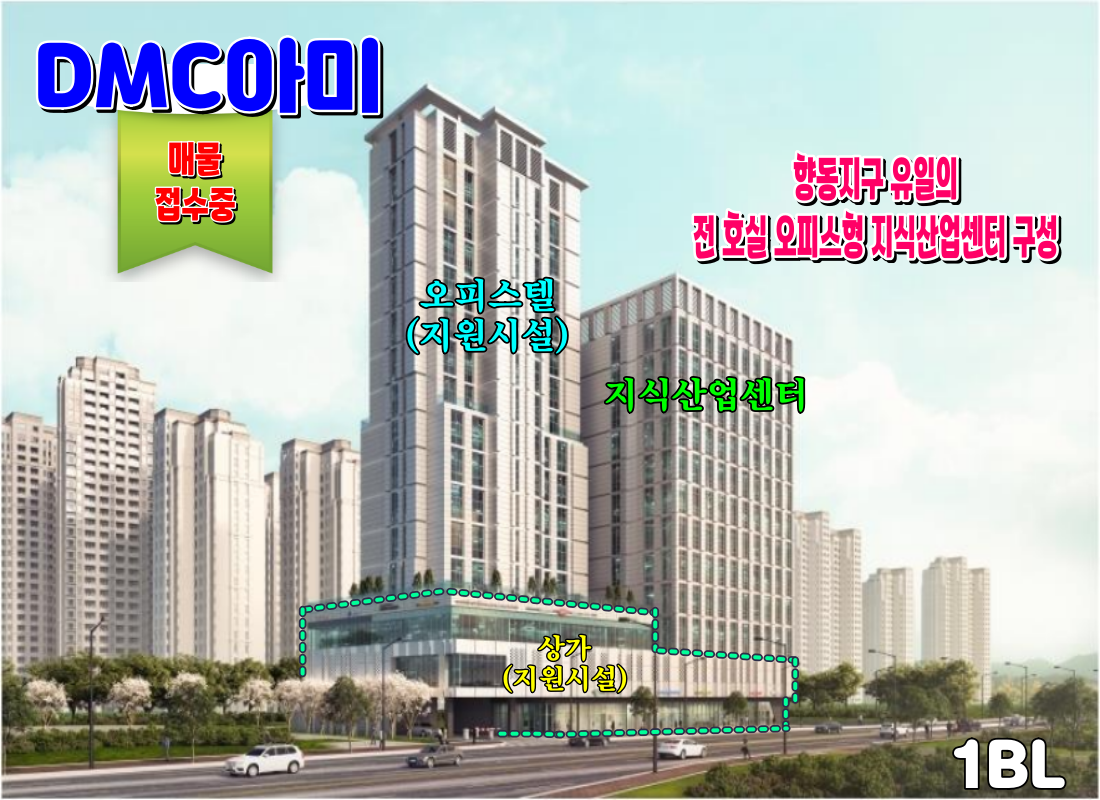 DMC아미
매물
접수중
향동지구 유일의
전 호실 오피스형 지식산업센터 구성
오피스텔
(지원시설)
지식산업센터
상가
(지원시설)
1BL